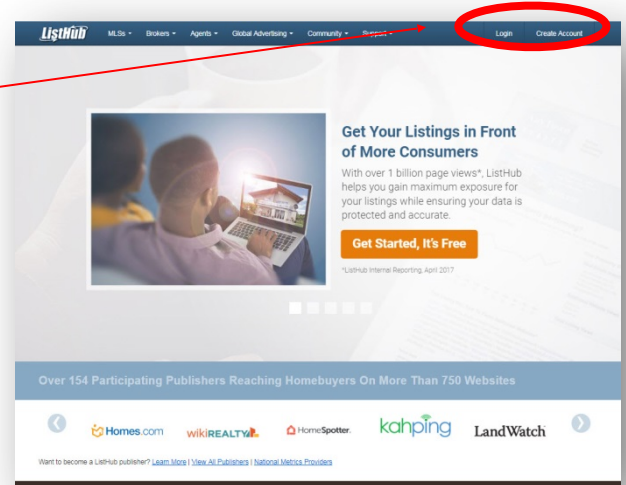 ListHub MLSs Brokers Agents Global Advertising Community Support Login Create Account
Get Your Listings in Front
of More Consumers
With over 1 billion page views*, ListHub
helps you gain maximum exposure for
your listings while ensuring your data is
protected and accurate.
Get Started, It's Free
*ListHub Internal Reporting, April 2017
Over 154 Participating Publishers Reaching Homebuyers On More Than 750 Websites
Homes.com wikiREALTY HomeSpotter. kahping LandWatch
Want to become a ListHub publisher? Learn More | View All Publishers | National Metrics Providers